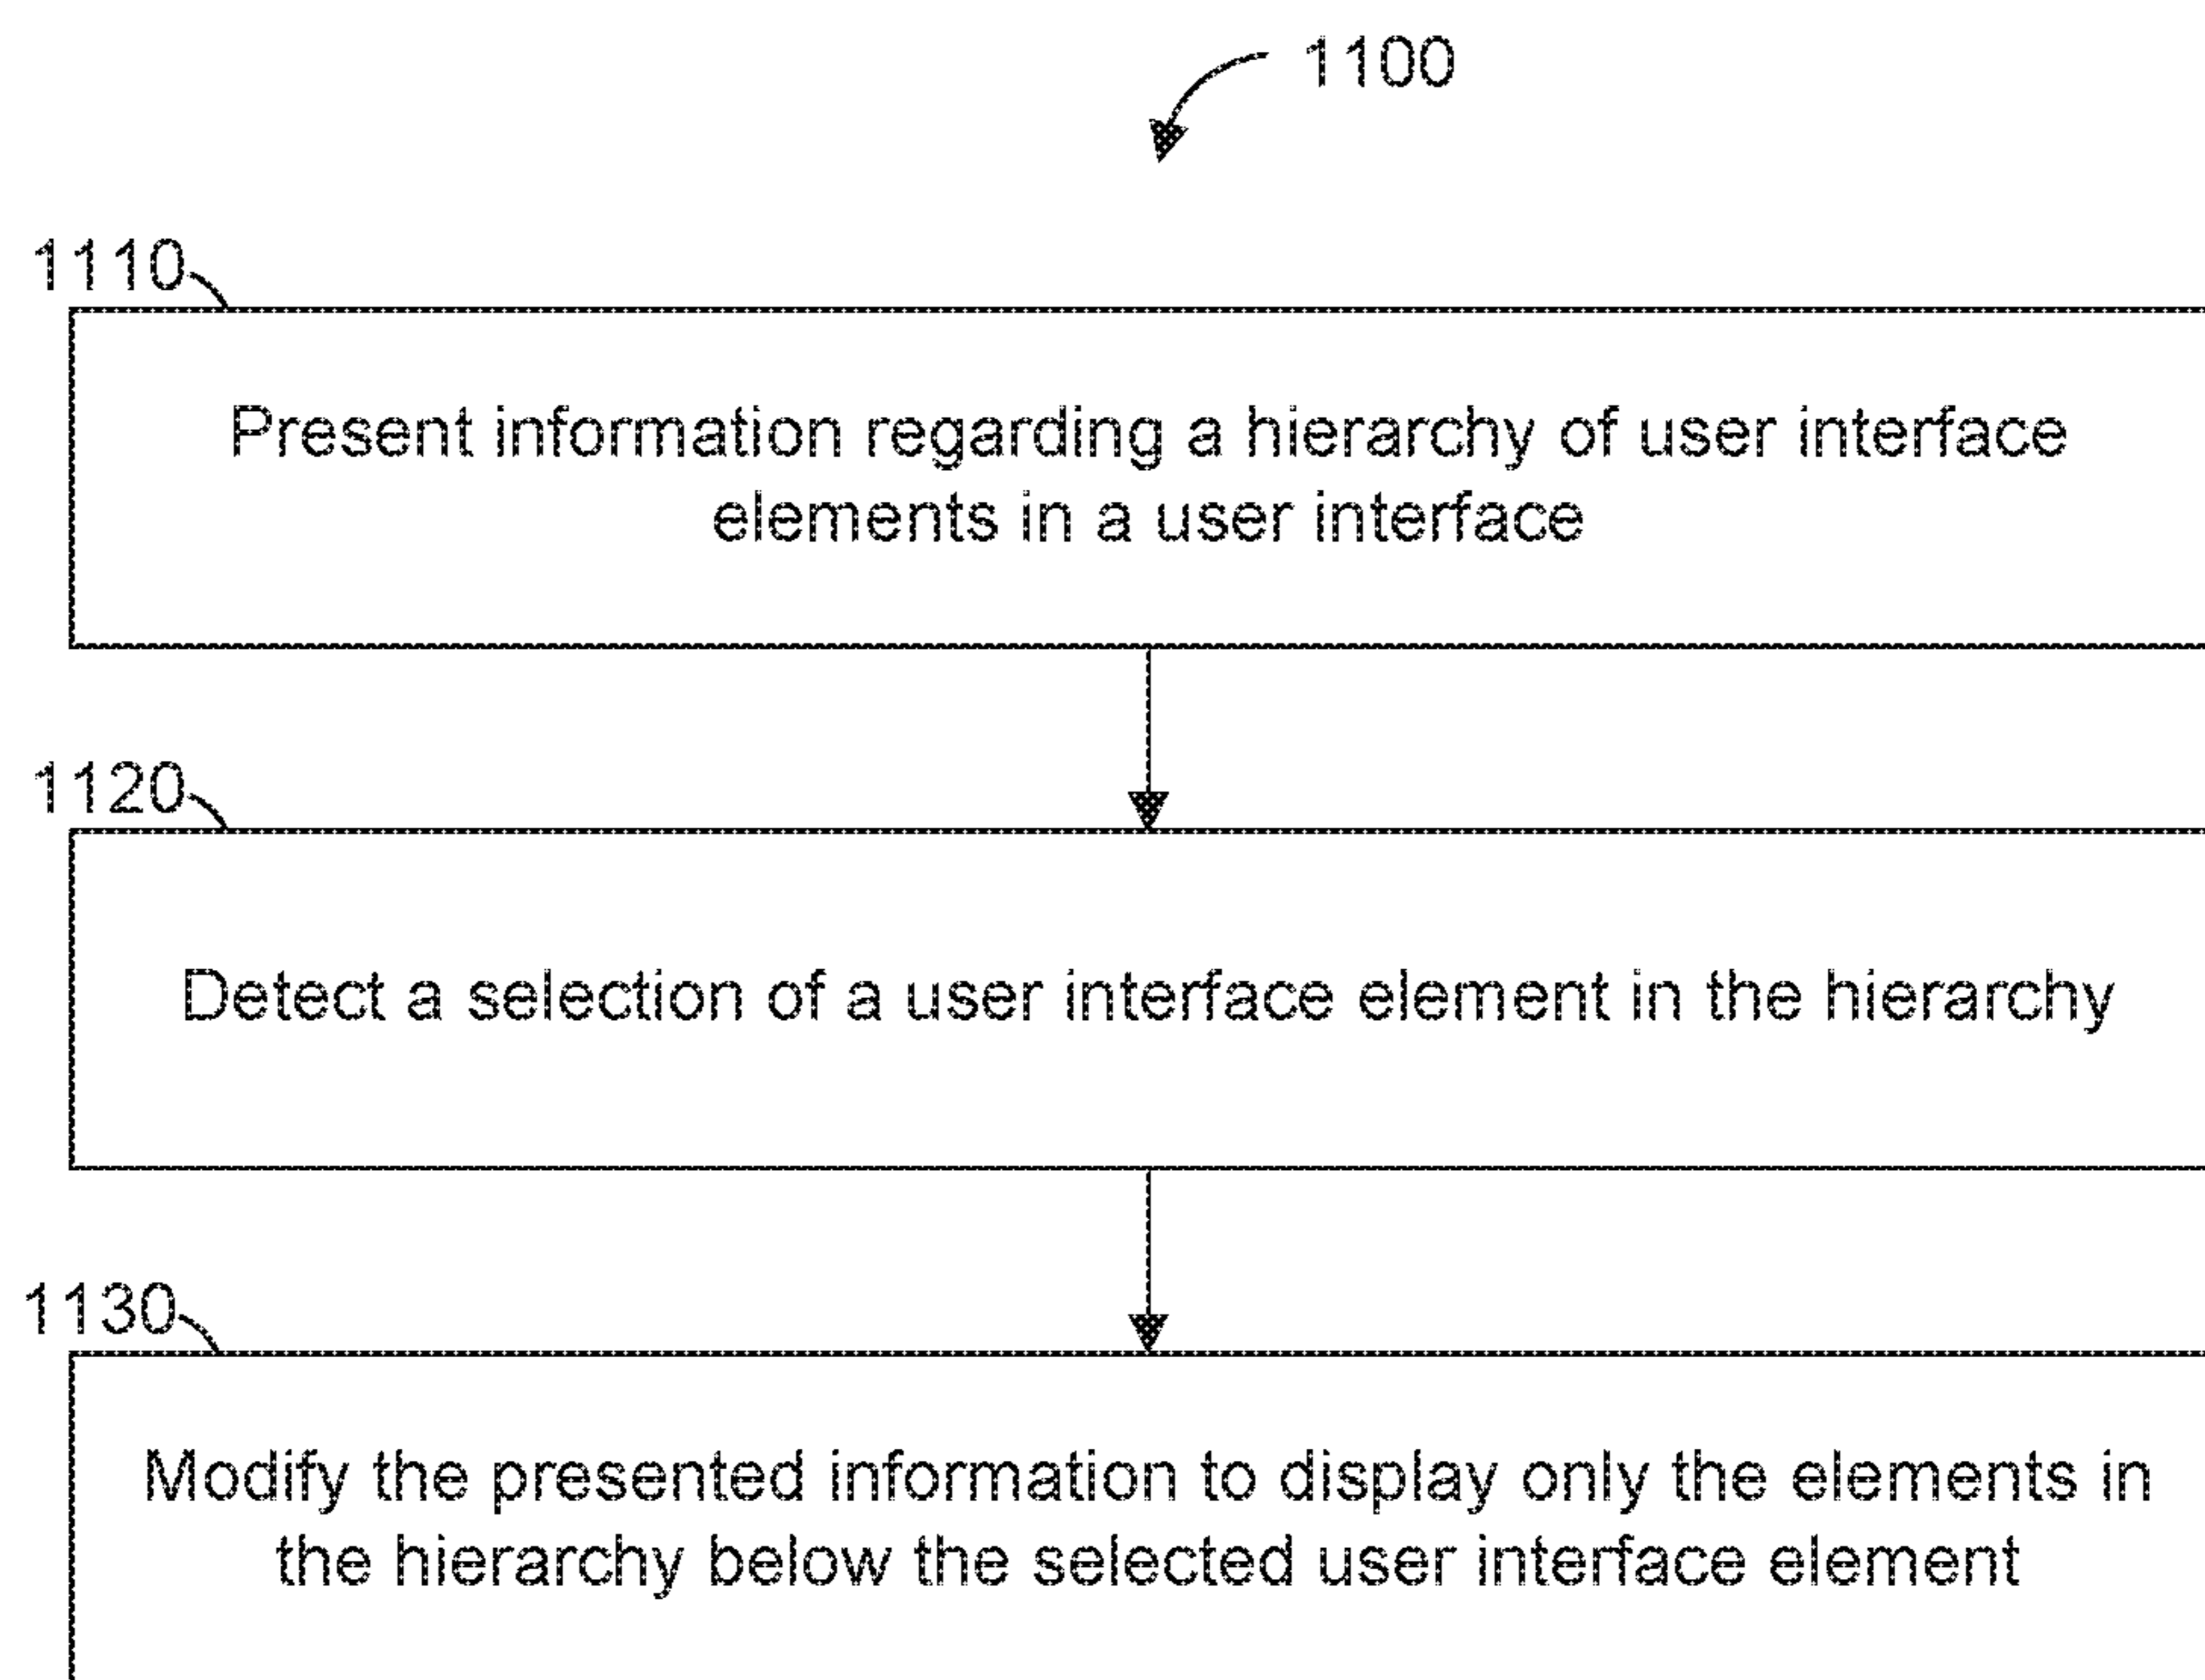 1100
1110
Present information regarding a hierarchy of user interface
elements in a user interface
1120
Detect a selection of a user interface element in the hierarchy
1130
Modify the presented information to display only the elements in
the hierarchy below the selected user interface element